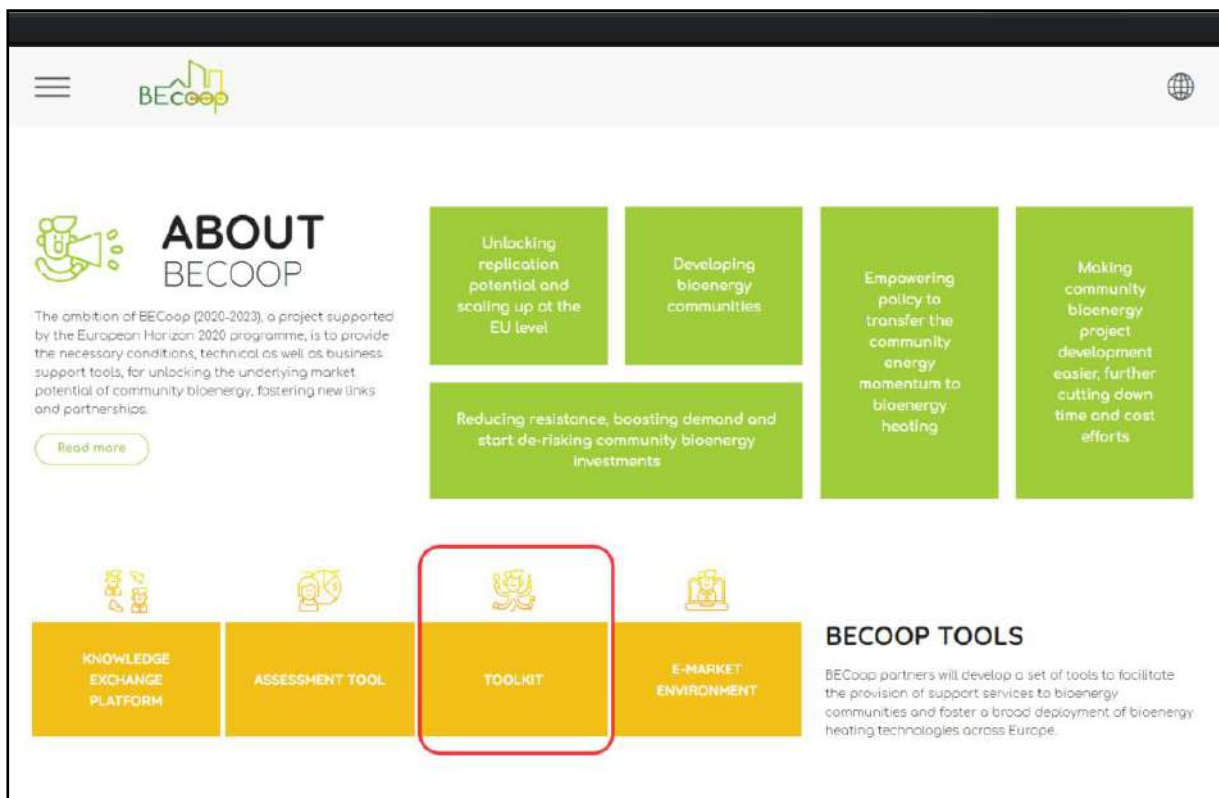 BECoop
ABOUT
BECOOP
The ambition of BECoop (2020-2023), a project supported
by the European Horizon 2020 programme, is to provide
the necessary conditions, technical as well as business
support tools, for unlocking the underlying market
potential of community bioenergy, fostering new links
and partnerships.
Read more
Unlocking
replication
potential and
scaling up at the
EU level
Developing
bioenergy
communities
Reducing resistance, boosting demand and
start de-risking community bioenergy
investments
Empowering
policy to
transfer the
community
energy
momentum to
bioenergy
heating
Making
community
bioenergy
project
development
easier, further
cutting down
time and cost
efforts
KNOWLEDGE
EXCHANGE
PLATFORM
ASSESSMENT TOOL
TOOLKIT
E-MARKET
ENVIRONMENT
BECOOP TOOLS
BECoop partners will develop a set of tools to facilitate
the provision of support services to bioenergy
communities and foster a broad deployment of bioenergy
heating technologies across Europe.